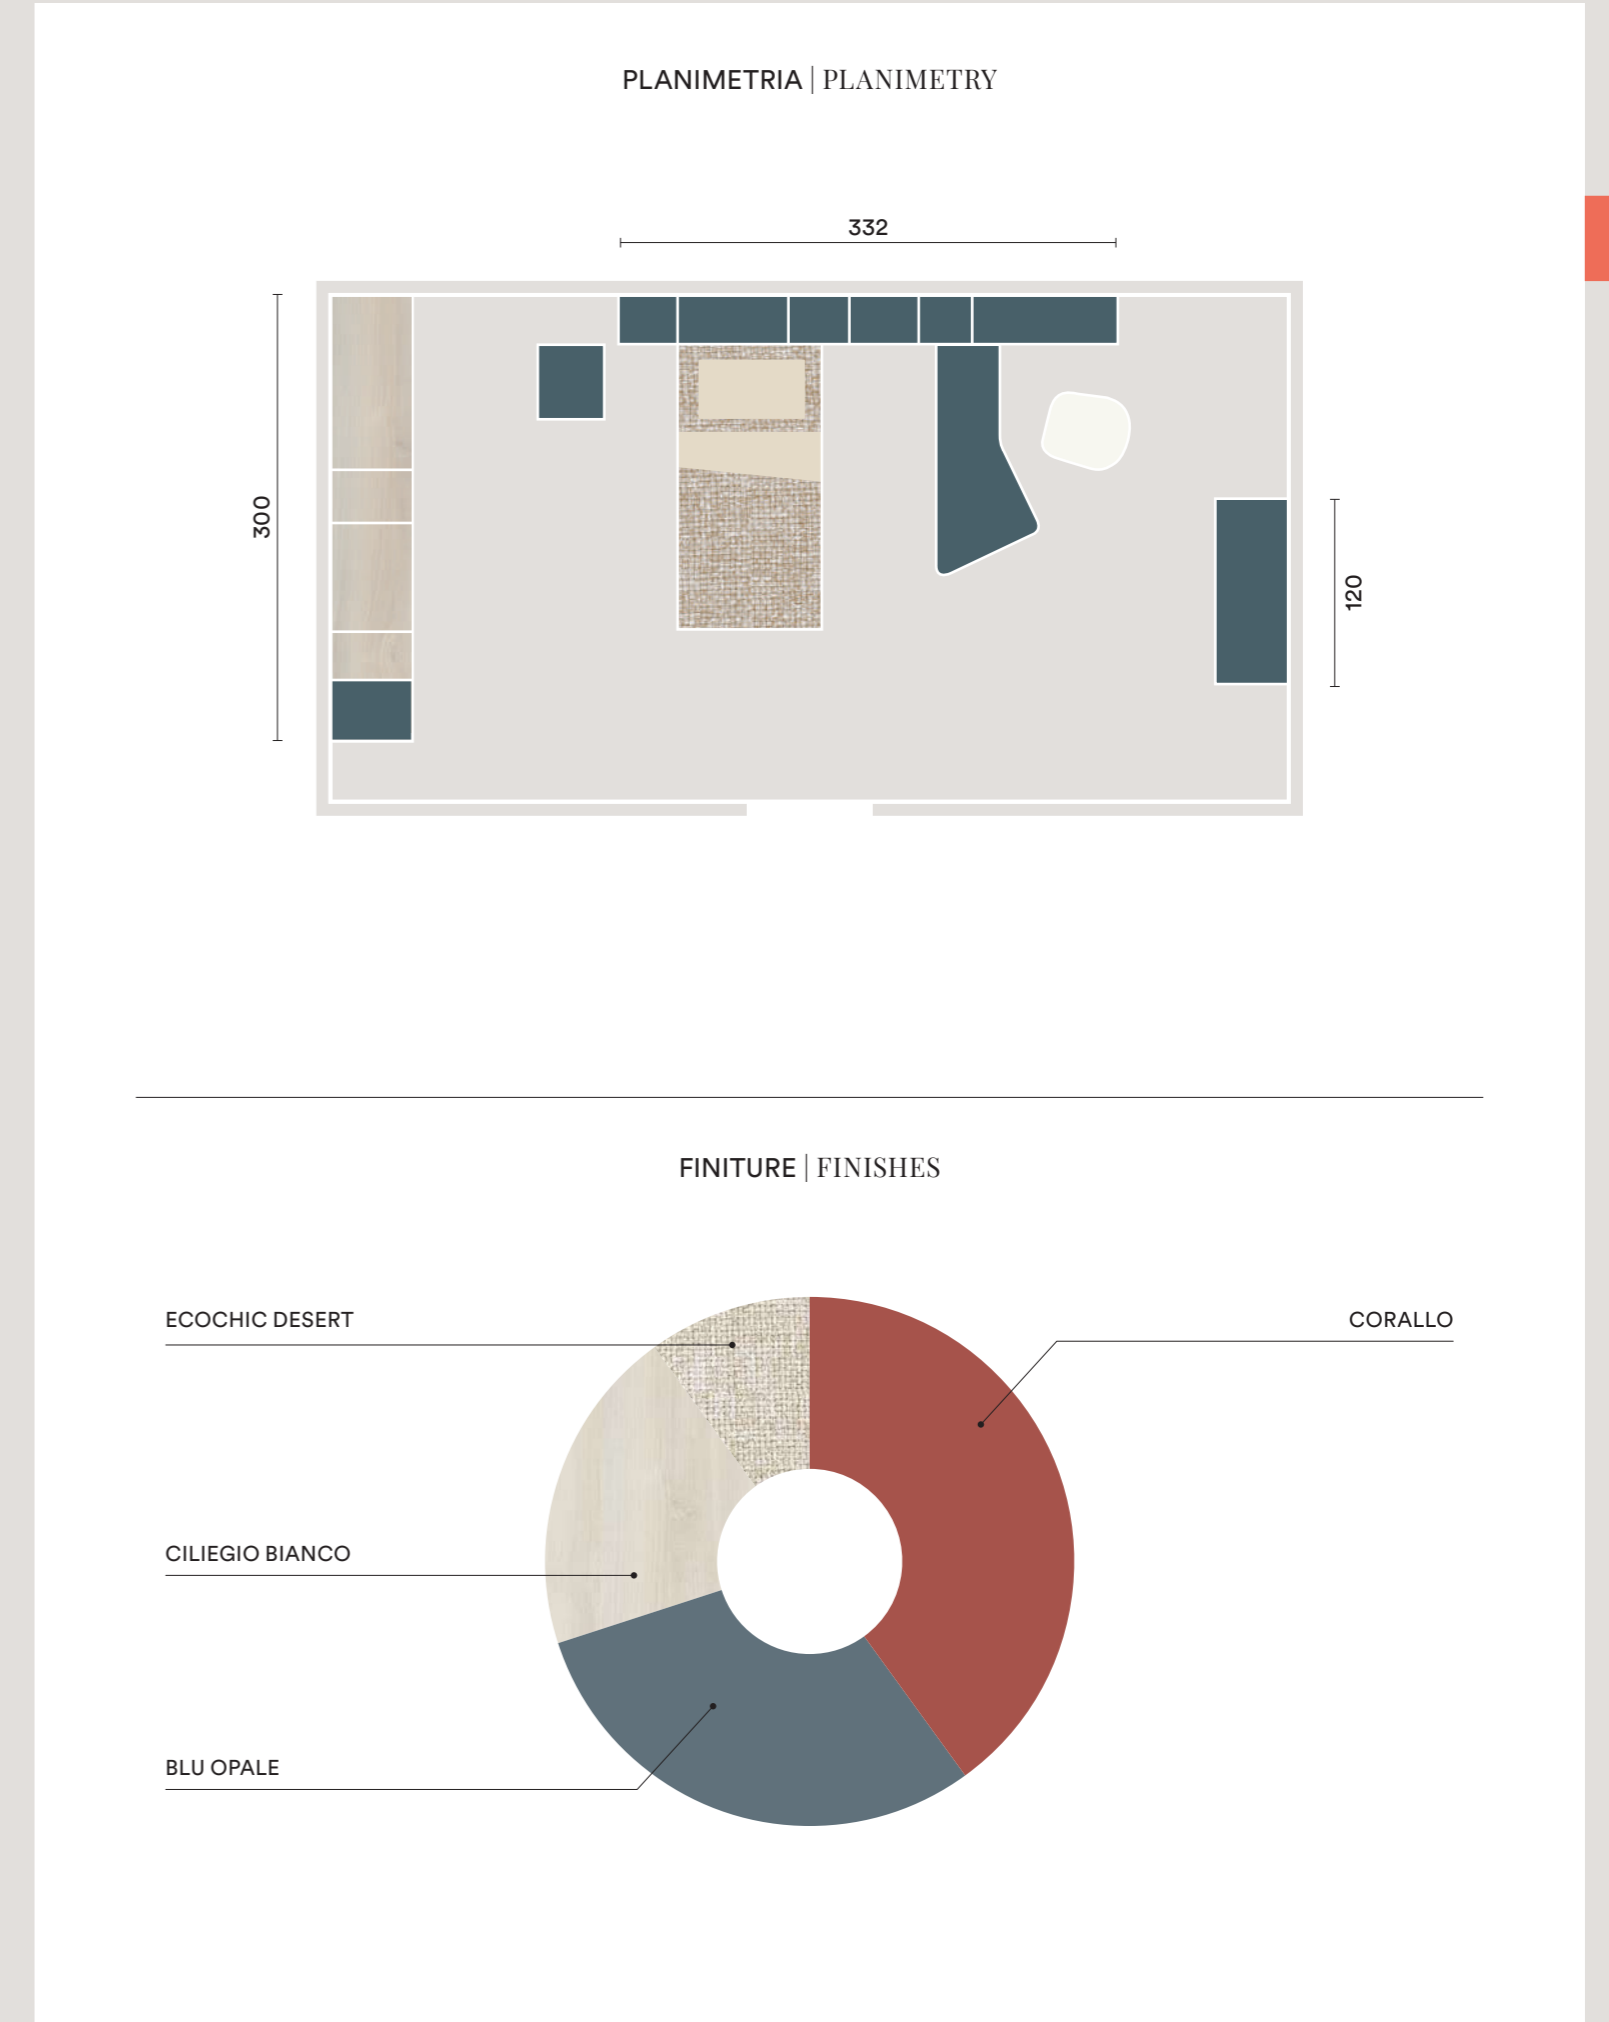 PLANIMETRIA | PLANIMETRY
332
300
120
FINITURE | FINISHES
ECOCHIC DESERT
CORALLO
CILIEGIO BIANCO
BLU OPALE